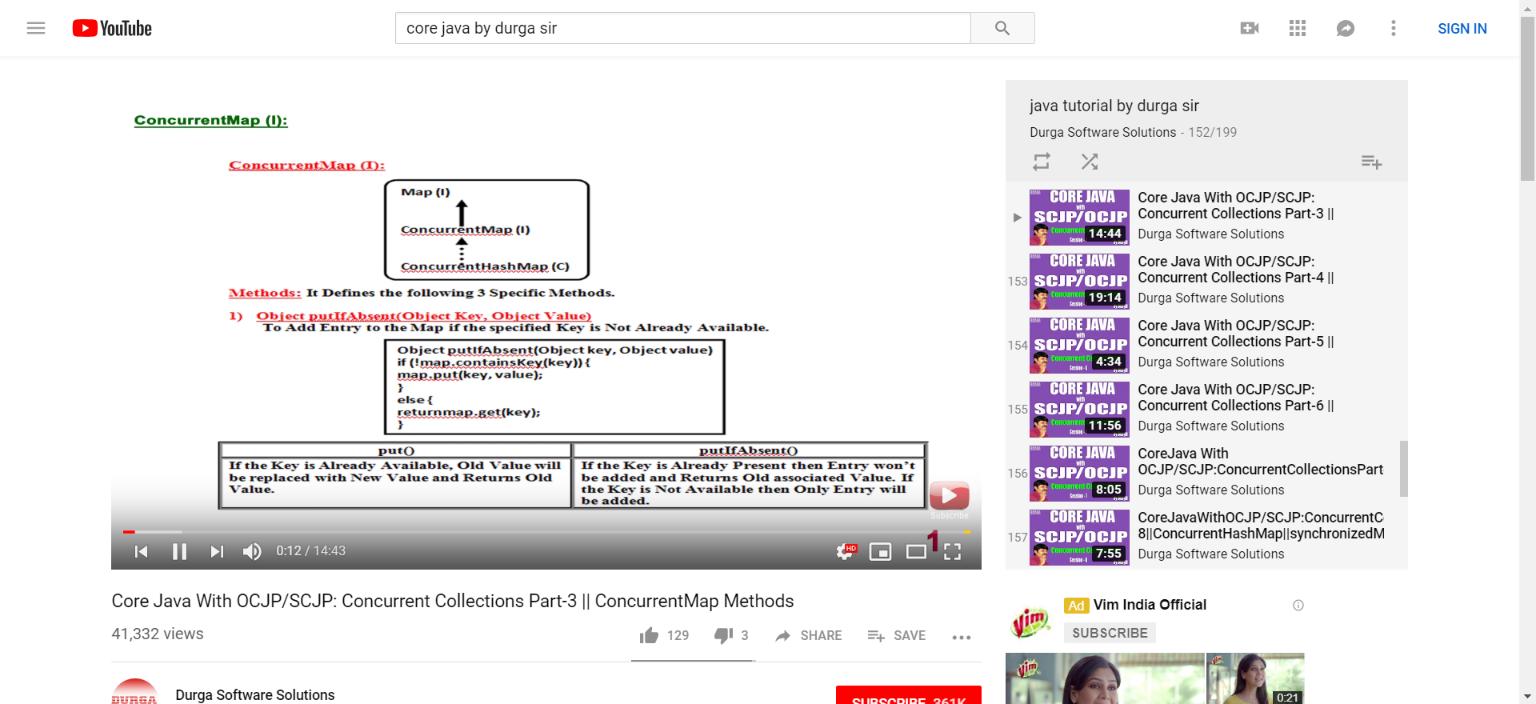 YouTube
core java by durga sir
SIGN IN
ConcurrentMap (I):
ConcurrentMap (I):
Map (I)
ConcurrentMap (I)
ConcurrentHashMap (C)
Methods: It Defines the following 3 Specific Methods.
1) Object putIfAbsent(Object Key, Object Value)
To Add Entry to the Map if the specified Key is Not Already Available.
Object putIfAbsent(Object key, Object value)
if (!map.containsKey(key)) {
map.put(key, value);
}
else {
returnmap.get(key);
}
put()
If the Key is Already Available, Old Value will
be replaced with New Value and Returns Old
Value.
putIfAbsent()
If the Key is Already Present then Entry won't
be added and Returns Old associated Value. If
the Key is Not Available then Only Entry will
be added.
Subscribe
1
0:12 / 14:43
HD
Core Java With OCJP/SCJP: Concurrent Collections Part-3 || ConcurrentMap Methods
41,332 views
129
3
SHARE
SAVE
DURGA
Durga Software Solutions
SUBSCRIBE 361K
java tutorial by durga sir
Durga Software Solutions - 152/199
CORE JAVA
with
SCJP/OCJP
14:44
Core Java With OCJP/SCJP:
Concurrent Collections Part-3 ||
Durga Software Solutions
153
CORE JAVA
with
SCJP/OCJP
19:14
Core Java With OCJP/SCJP:
Concurrent Collections Part-4 ||
Durga Software Solutions
154
CORE JAVA
with
SCJP/OCJP
4:34
Core Java With OCJP/SCJP:
Concurrent Collections Part-5 ||
Durga Software Solutions
155
CORE JAVA
with
SCJP/OCJP
11:56
Core Java With OCJP/SCJP:
Concurrent Collections Part-6 ||
Durga Software Solutions
156
CORE JAVA
with
SCJP/OCJP
8:05
CoreJava With
OCJP/SCJP:ConcurrentCollectionsPart
Durga Software Solutions
157
CORE JAVA
with
SCJP/OCJP
7:55
CoreJavaWithOCJP/SCJP:ConcurrentC
8||ConcurrentHashMap||synchronizedM
Durga Software Solutions
Vim
Ad Vim India Official
SUBSCRIBE
Vim
Vim
0:21